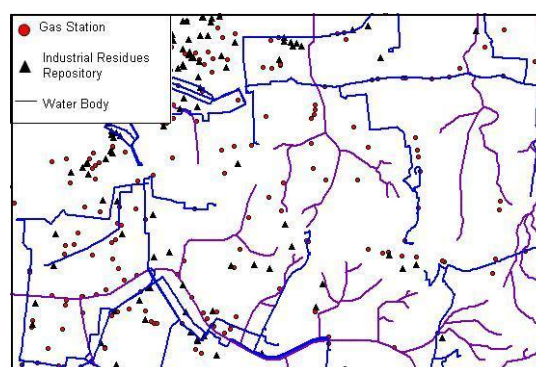 Gas Station
Industrial Residues
Repository
Water Body